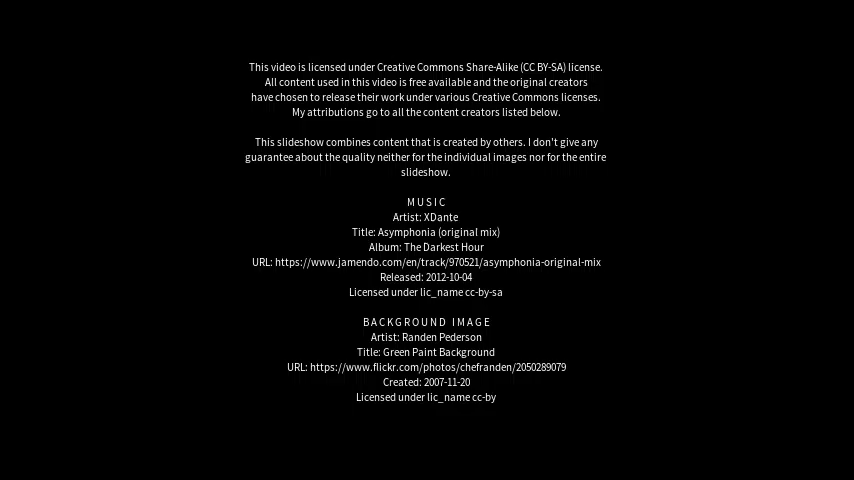 This video is licensed under Creative Commons Share-Alike (CC BY-SA) license.
All content used in this video is free available and the original creators
have chosen to release their work under various Creative Commons licenses.
My attributions go to all the content creators listed below.
This slideshow combines content that is created by others. I don't give any
guarantee about the quality neither for the individual images nor for the entire
slideshow.
MUSIC
Artist: XDante
Title: Asymphonia (original mix)
Album: The Darkest Hour
URL: https://www.jamendo.com/en/track/970521/asymphonia-original-mix
Released: 2012-10-04
Licensed under lic_name cc-by-sa
BACKGROUND IMAGE
Artist: Randen Pederson
Title: Green Paint Background
URL: https://www.flickr.com/photos/chefranden/2050289079
Created: 2007-11-20
Licensed under lic_name cc-by